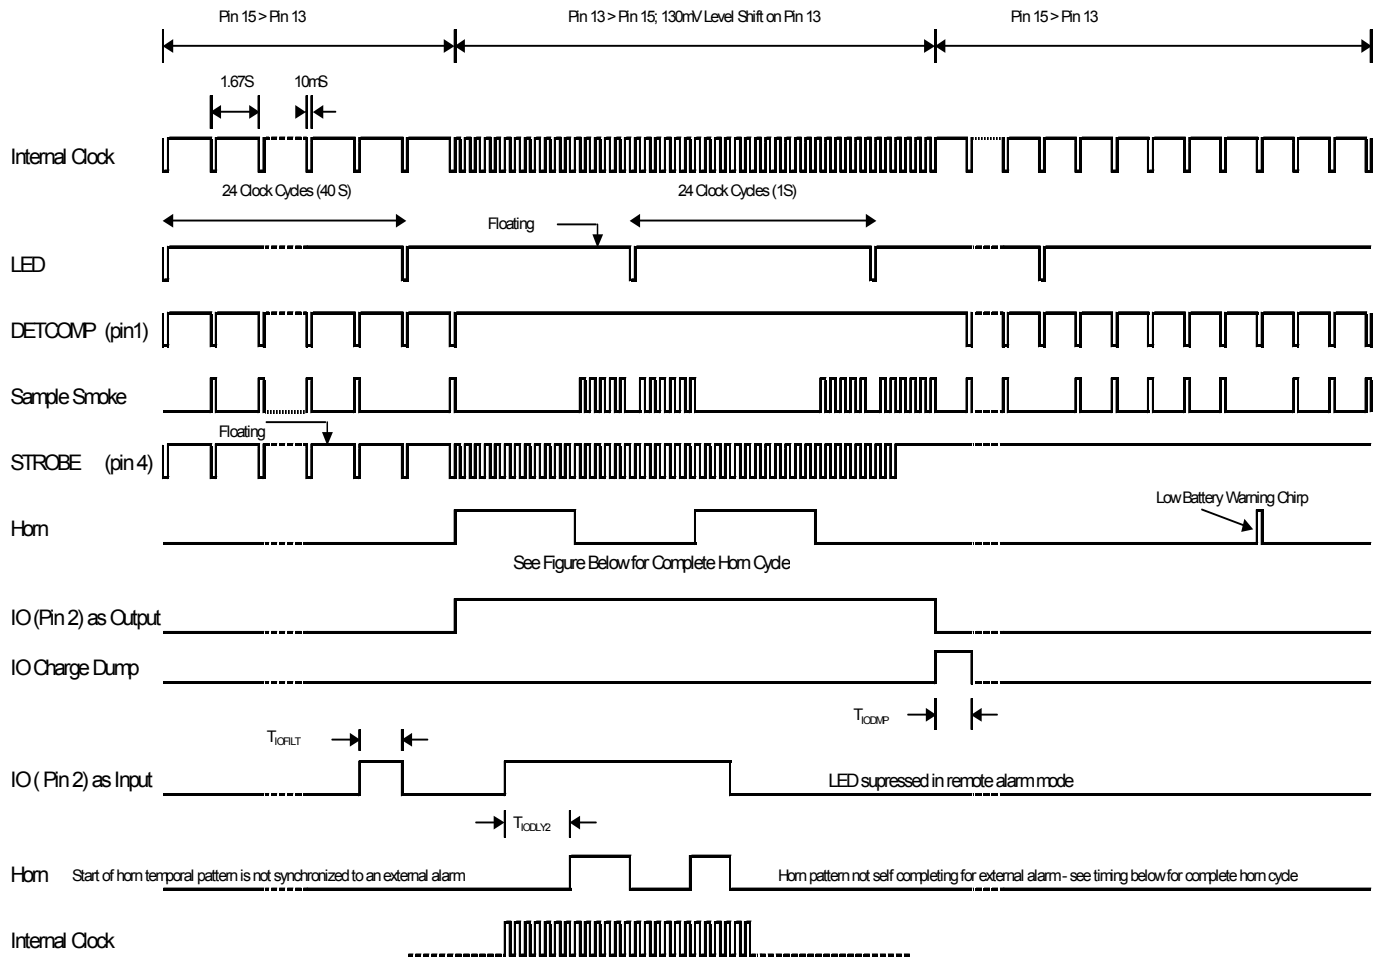 Pin 15 > Pin 13
Pin 13 > Pin 15; 130mV Level Shift on Pin 13
Pin 15 > Pin 13
1.67S
10mS
Internal Clock
24 Clock Cycles (40 S)
24 Clock Cycles (1S)
Floating
LED
DETCOMP (pin1)
Sample Smoke
Floating
STROBE (pin 4)
Low Battery Warning Chirp
Horn
See Figure Below for Complete Horn Cycle
IO (Pin 2) as Output
IO Charge Dump
TIODMP
TIOFILT
IO ( Pin 2) as Input
LED supressed in remote alarm mode
TIODLY2
Horn
Start of horn temporal pattern is not synchronized to an external alarm
Horn pattern not self completing for external alarm - see timing below for complete horn cycle
Internal Clock